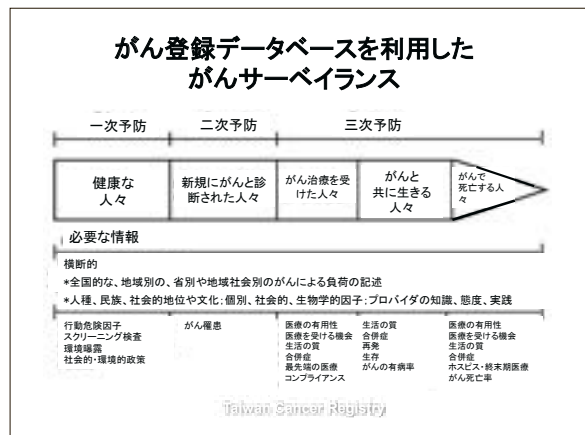 がん登録データベースを利用した
がんサーベイランス
一次予防 二次予防 三次予防
健康な
人々
新規にがんと診
断された人々
がん治療を受
けた人々
がんと
共に生きる
人々
がんで
死亡する人
々
必要な情報
横断的
*全国的な、地域別の、省別や地域社会別のがんによる負荷の記述
*人種、民族、社会的地位や文化;個別、社会的、生物学的因子;プロバイダの知識、態度、実践
行動危険因子
スクリーニング検査
環境曝露
社会的・環境的政策
がん罹患
医療の有用性
医療を受ける機会
生活の質
合併症
最先端の医療
コンプライアンス
生活の質
合併症
再発
生存
がんの有病率
医療の有用性
医療を受ける機会
生活の質
合併症
ホスピス・終末期医療
がん死亡率
Taiwan Cancer Registry